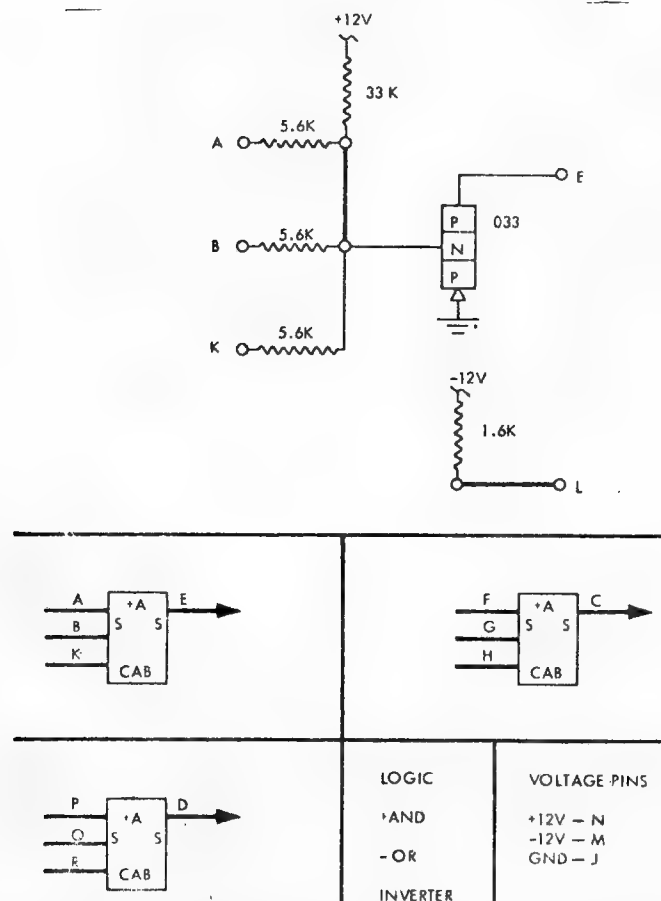 +12V
33 K
5.6K
A
E
P
033
5.6K
B
N
P
5.6K
K
-12V
1.6K
L
A
+A
E
B
S
S
K
CAB
F
+A
C
G
S
S
H
CAB
P
+A
D
Q
S
S
R
CAB
LOGIC
+AND
- OR
INVERTER
VOLTAGE PINS
+12V — N
-12V — M
GND — J